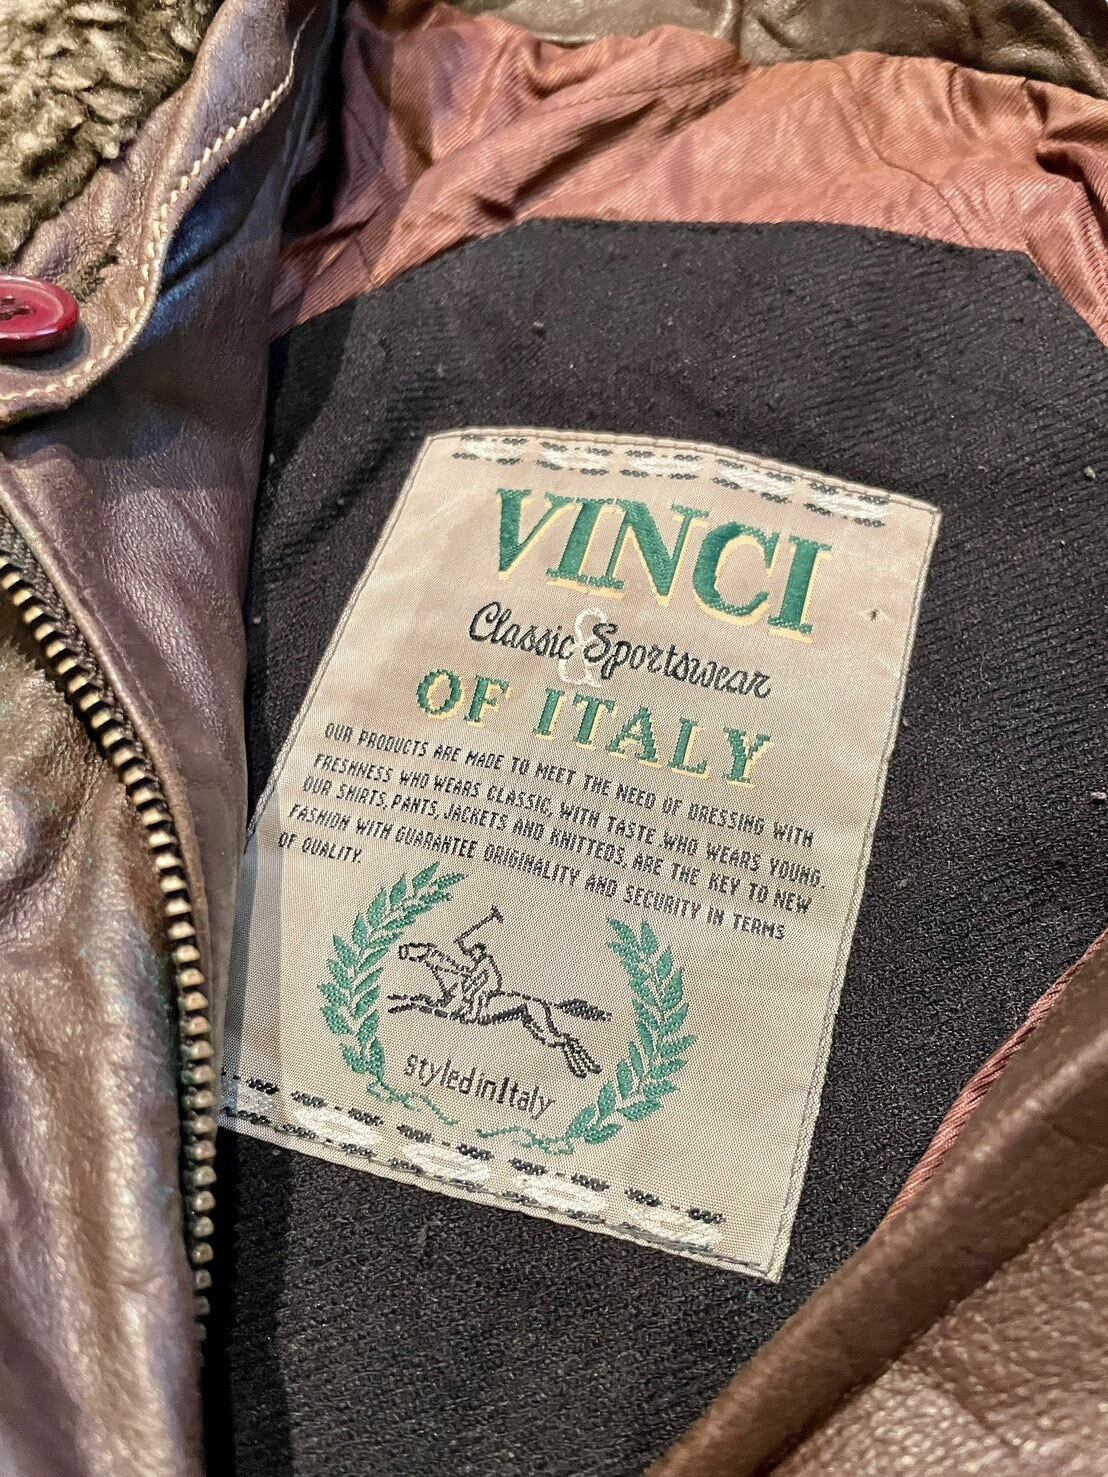 VINCI
Classic & Sportswear
OF ITALY
OUR PRODUCTS ARE MADE TO MEET THE NEED OF DRESSING WITH
FRESHNESS WHO WEARS CLASSIC, WITH TASTE. WHO WEARS YOUNG.
OUR SHIRTS, PANTS, JACKETS AND KNITTEDS, ARE THE KEY TO NEW
FASHION WITH GUARANTEE ORIGINALITY AND SECURITY IN TERMS
OF QUALITY.
styledinItaly